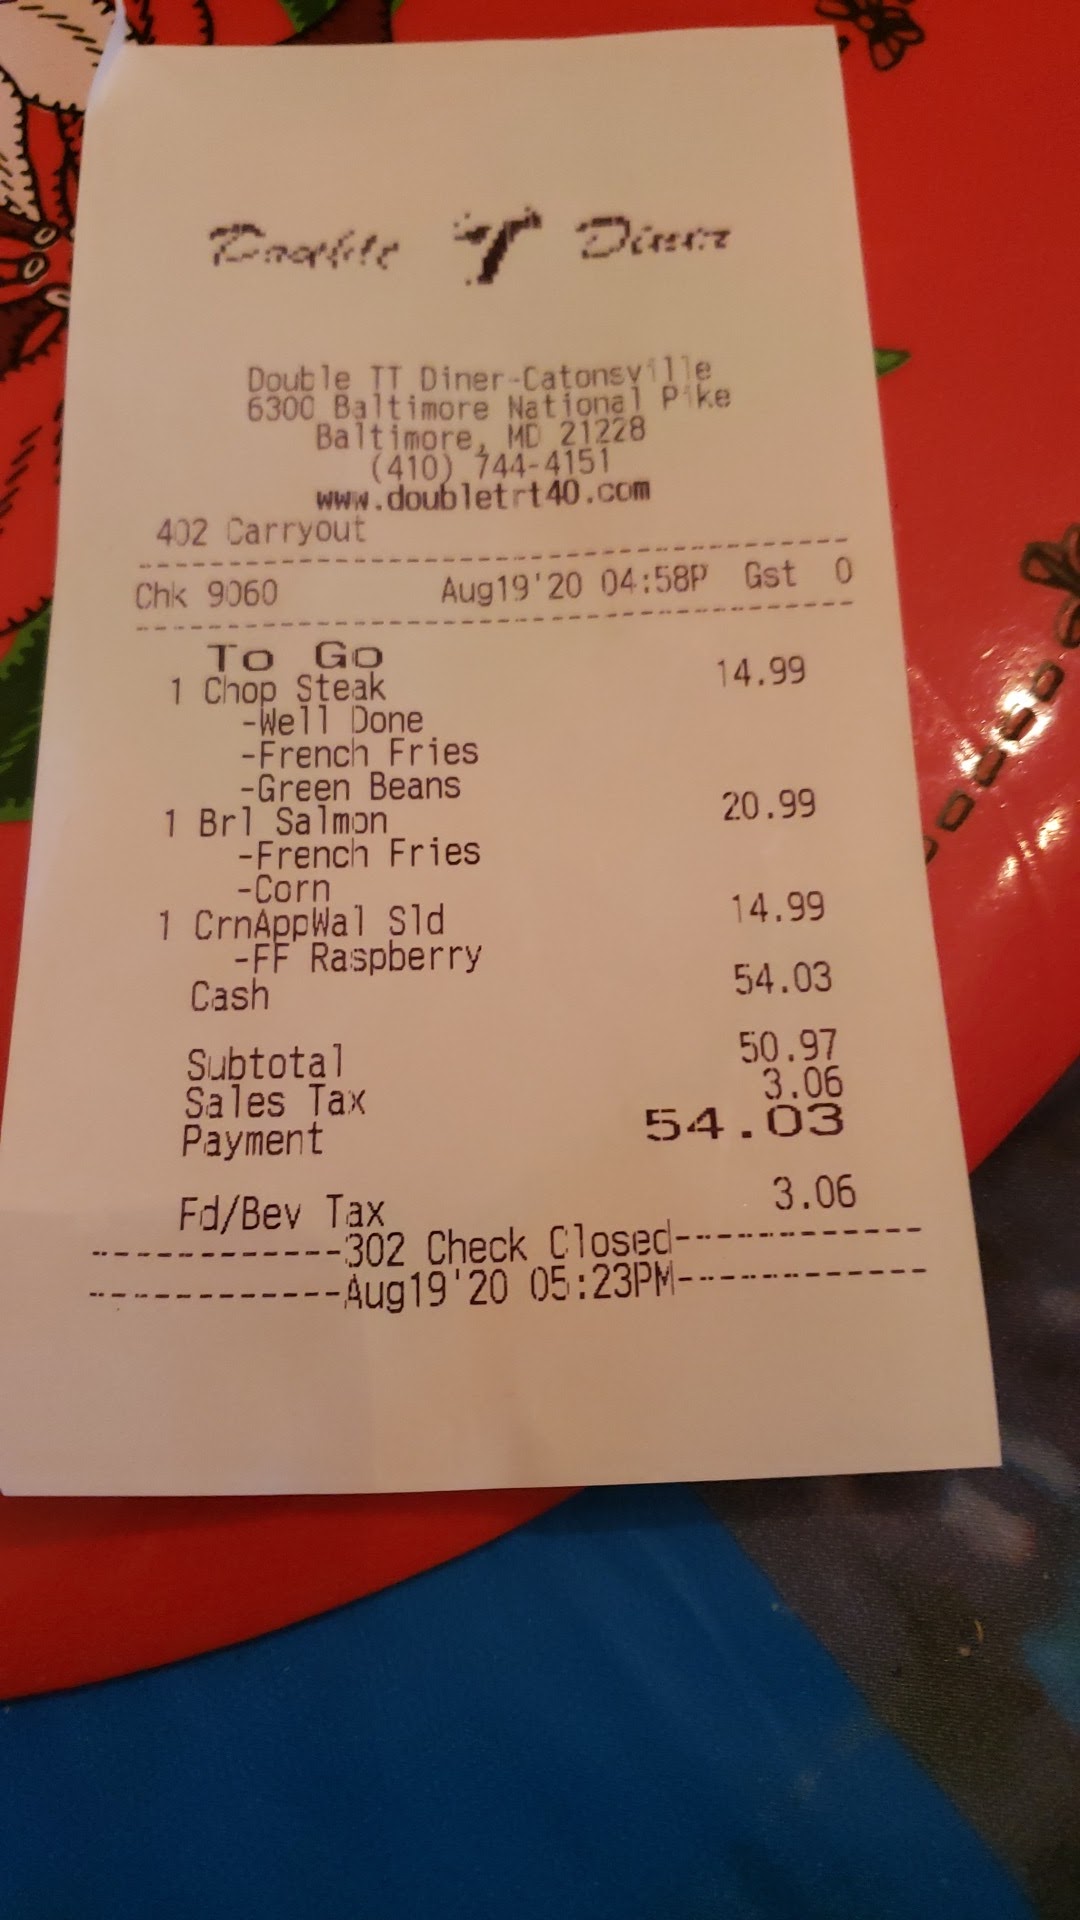 Double T Diner
Double TT Diner-Catonsville
6300 Baltimore National Pike
Baltimore, MD 21228
(410) 744-4151
www.doubletrt40.com
402 Carryout
Chk 9060 Aug19'20 04:58P Gst 0
To Go
1 Chop Steak 14.99
-Well Done
-French Fries
-Green Beans
1 Brl Salmon 20.99
-French Fries
-Corn
1 CrnAppWal Sld 14.99
-FF Raspberry
Cash 54.03
Subtotal 50.97
Sales Tax 3.06
Payment 54.03
Fd/Bev Tax 3.06
------------302 Check Closed------------
------------Aug19'20 05:23PM------------